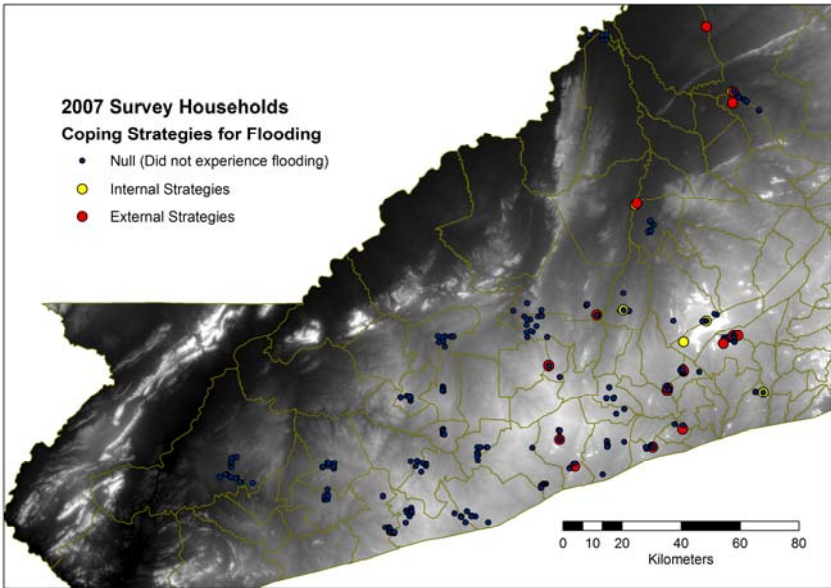 2007 Survey Households
Coping Strategies for Flooding
Null (Did not experience flooding)
Internal Strategies
External Strategies
0 10 20 40 60 80
Kilometers